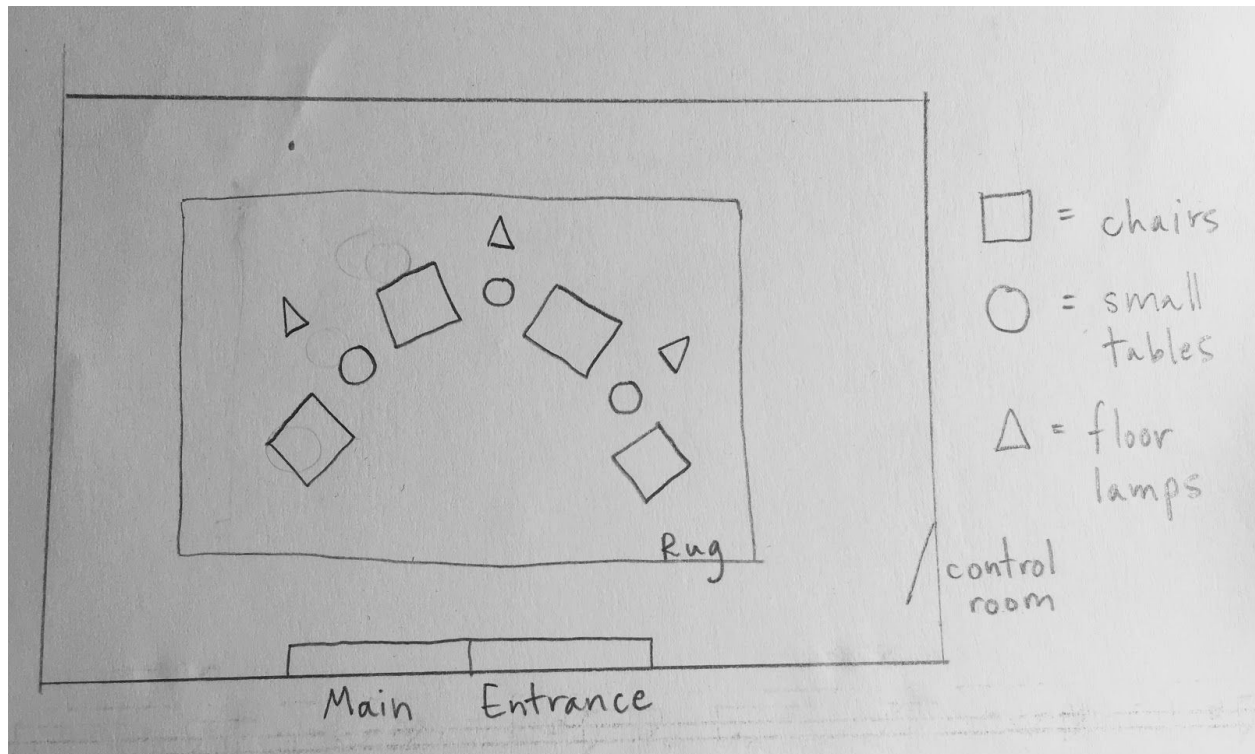 = chairs
= small
tables
= floor
lamps
Rug
control
room
Main Entrance